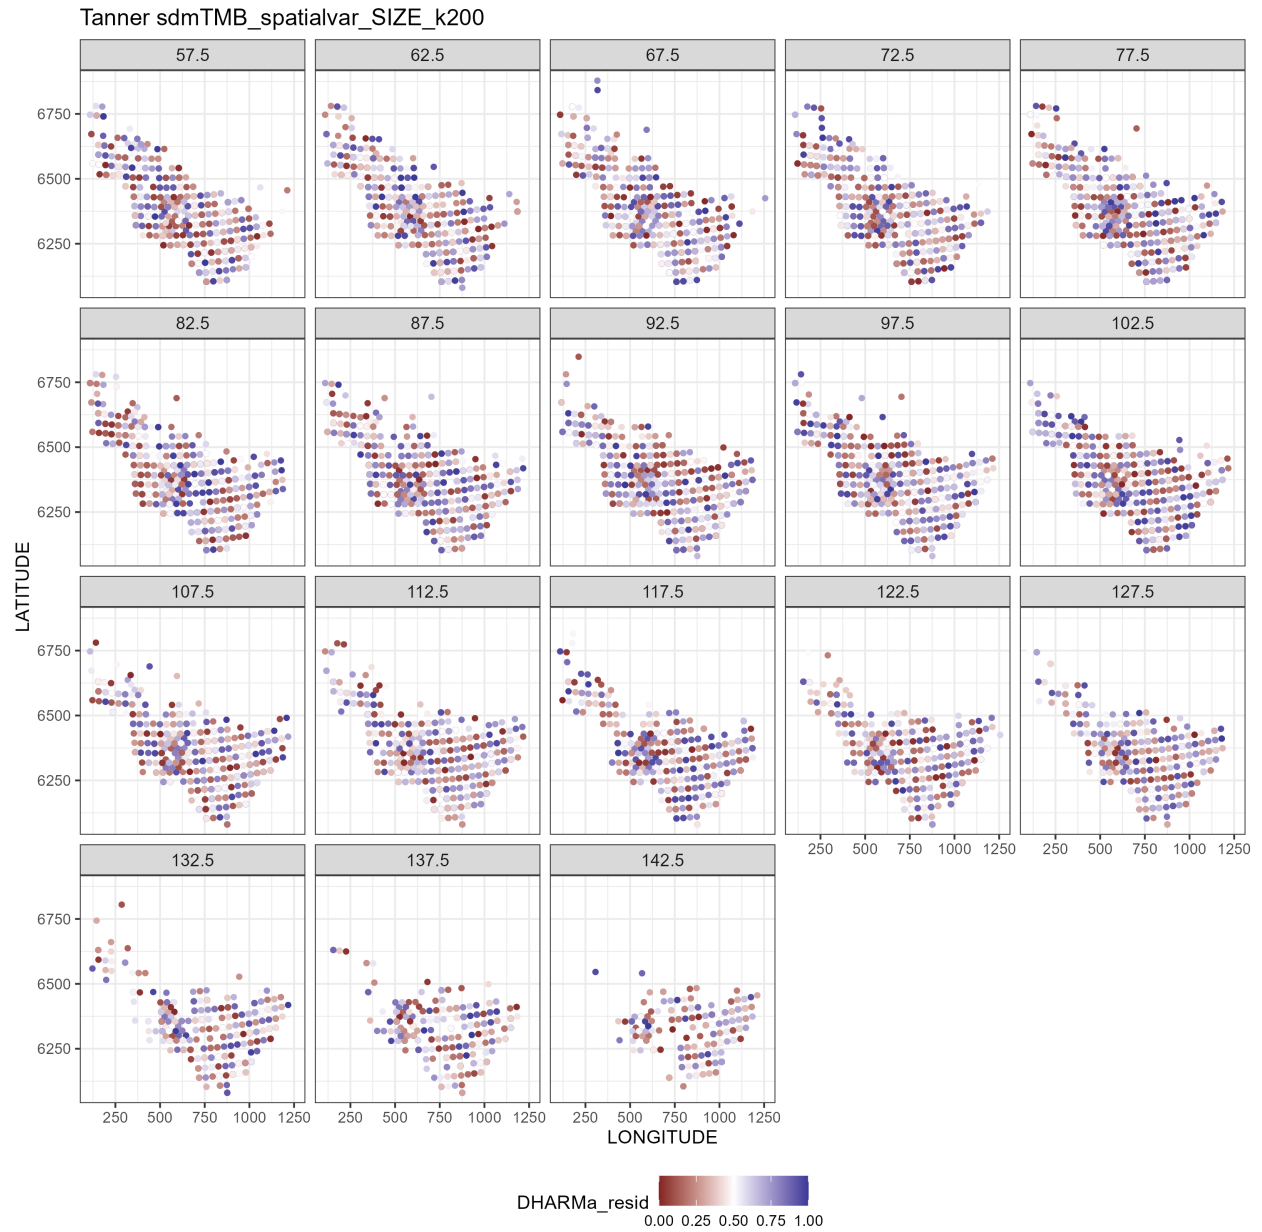 Tanner sdmTMB_spatialvar_SIZE_k200
57.5 62.5 67.5 72.5 77.5
6750
6500
6250
82.5 87.5 92.5 97.5 102.5
6750
6500
6250
LATITUDE
107.5 112.5 117.5 122.5 127.5
6750
6500
6250
250 500 750 1000 1250 250 500 750 1000 1250
132.5 137.5 142.5
6750
6500
6250
250 500 750 1000 1250 250 500 750 1000 1250 250 500 750 1000 1250
LONGITUDE
DHARMa_resid
0.00 0.25 0.50 0.75 1.00